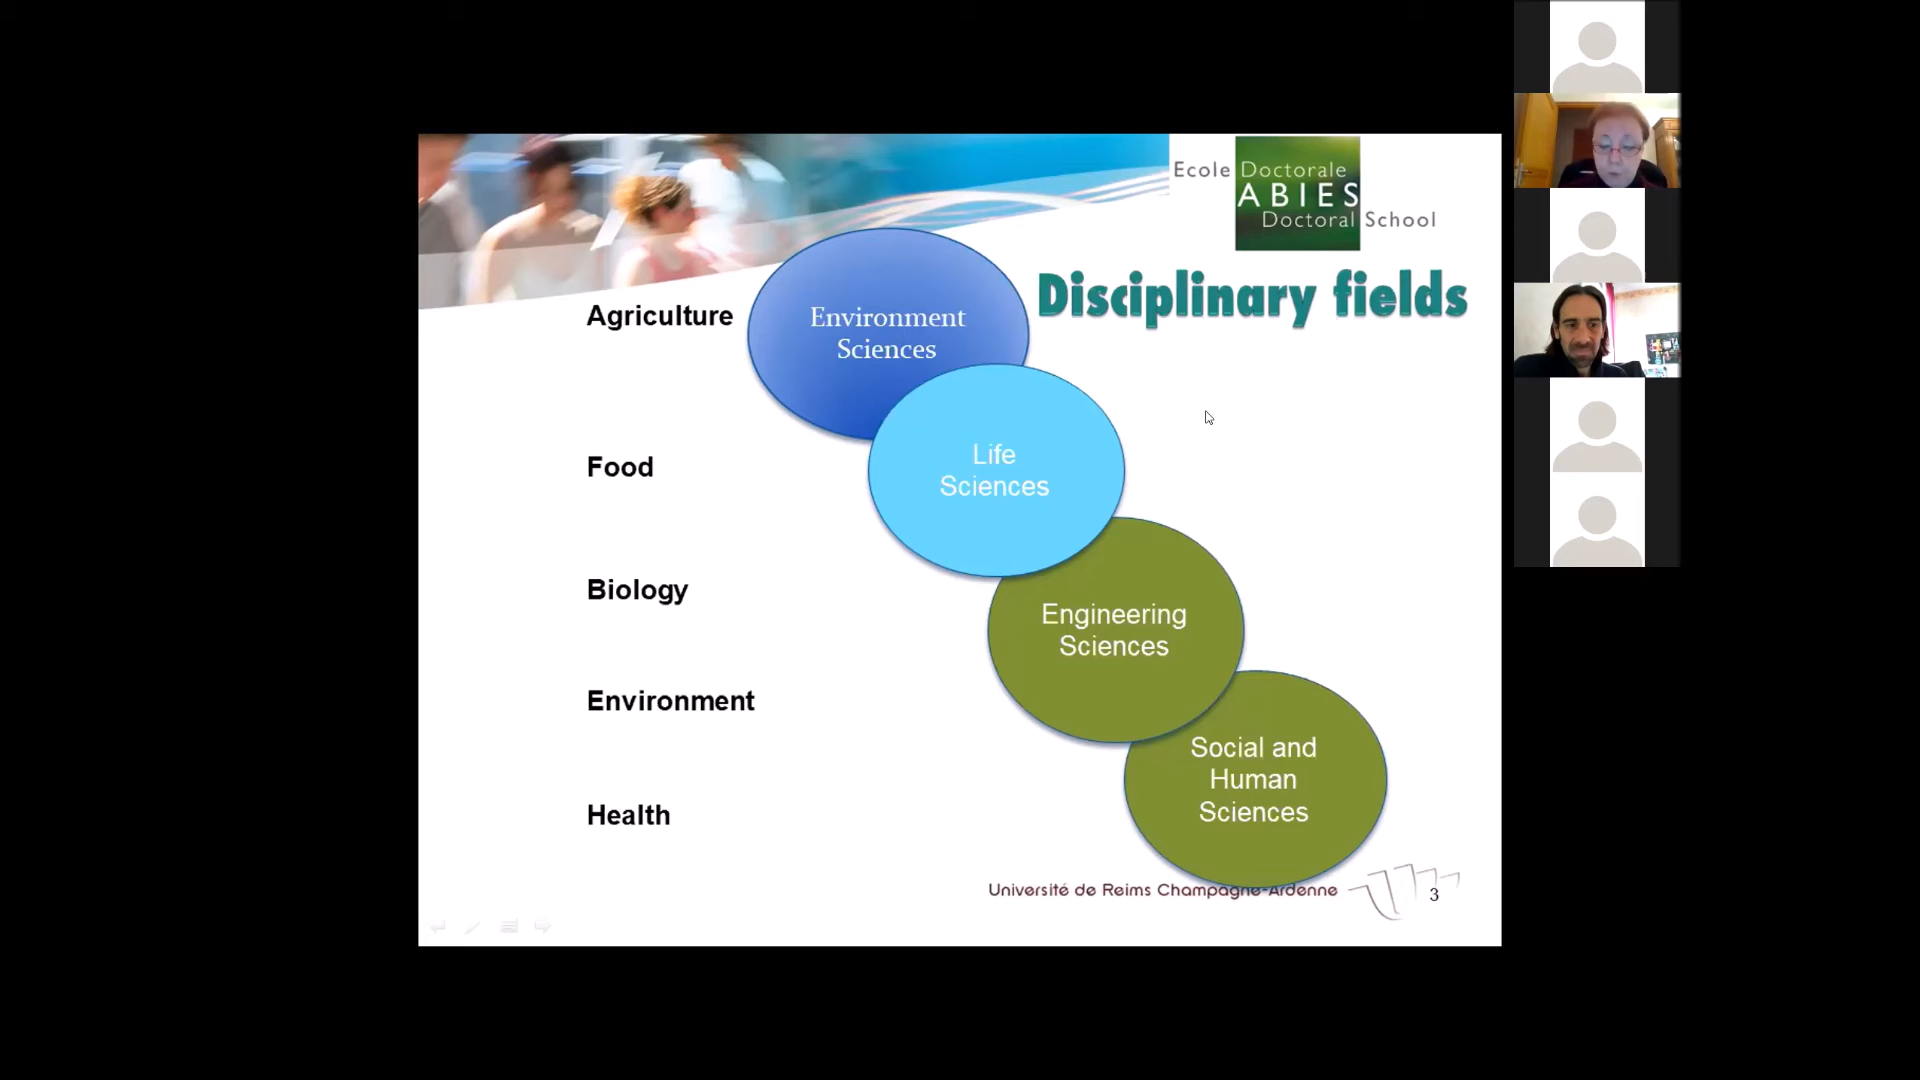 Ecole Doctorale
ABIES
Doctoral School
Disciplinary fields
Agriculture
Environment
Sciences
Food
Life
Sciences
Biology
Engineering
Sciences
Environment
Social and
Human
Sciences
Health
Université de Reims Champagne-Ardenne
3